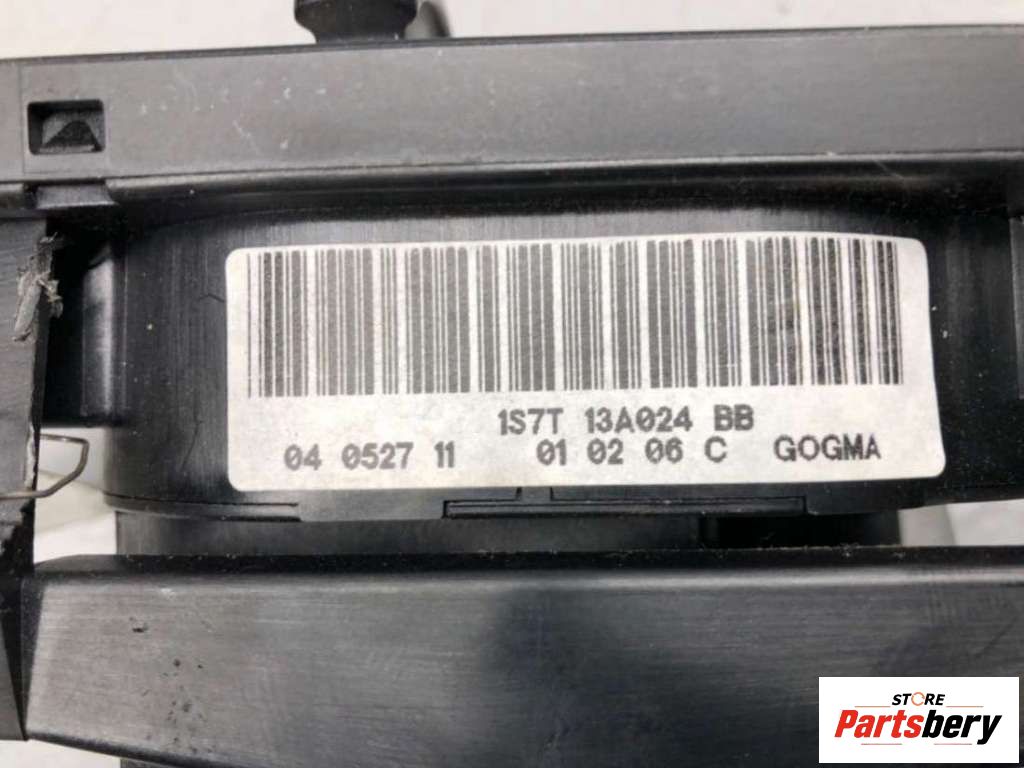 1S7T 13A024 BB
04 0527 11 01 02 06 C GOGMA
STORE
Partsbery